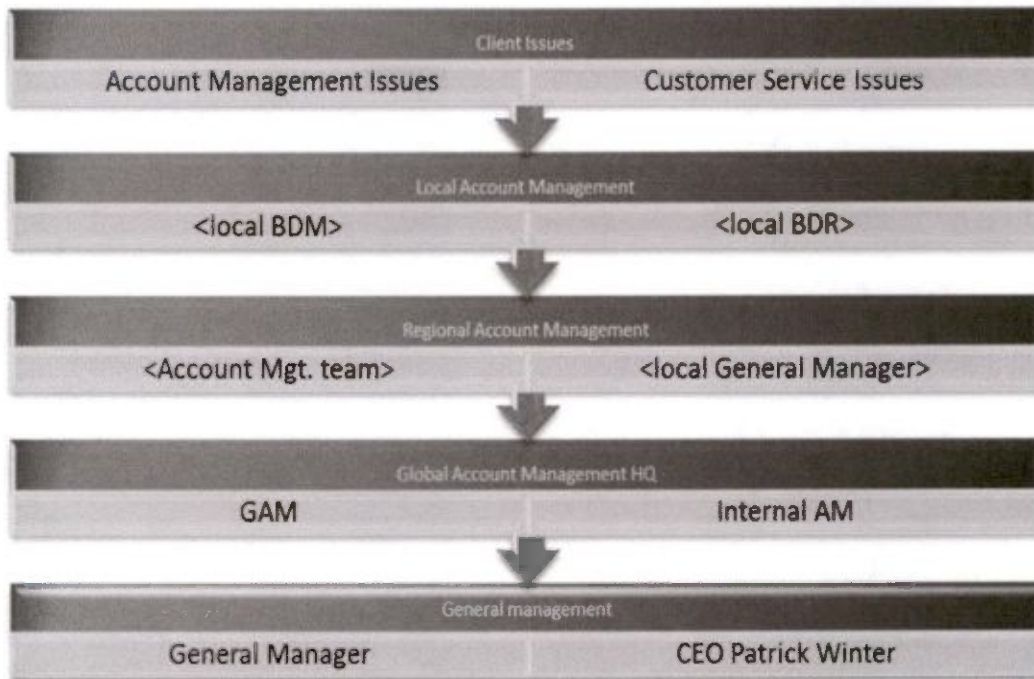 Client Issues
Account Management Issues Customer Service Issues
Local Account Management
<local BDM> <local BDR>
Regional Account Management
<Account Mgt. team> <local General Manager>
Global Account Management HQ
GAM Internal AM
General management
General Manager CEO Patrick Winter